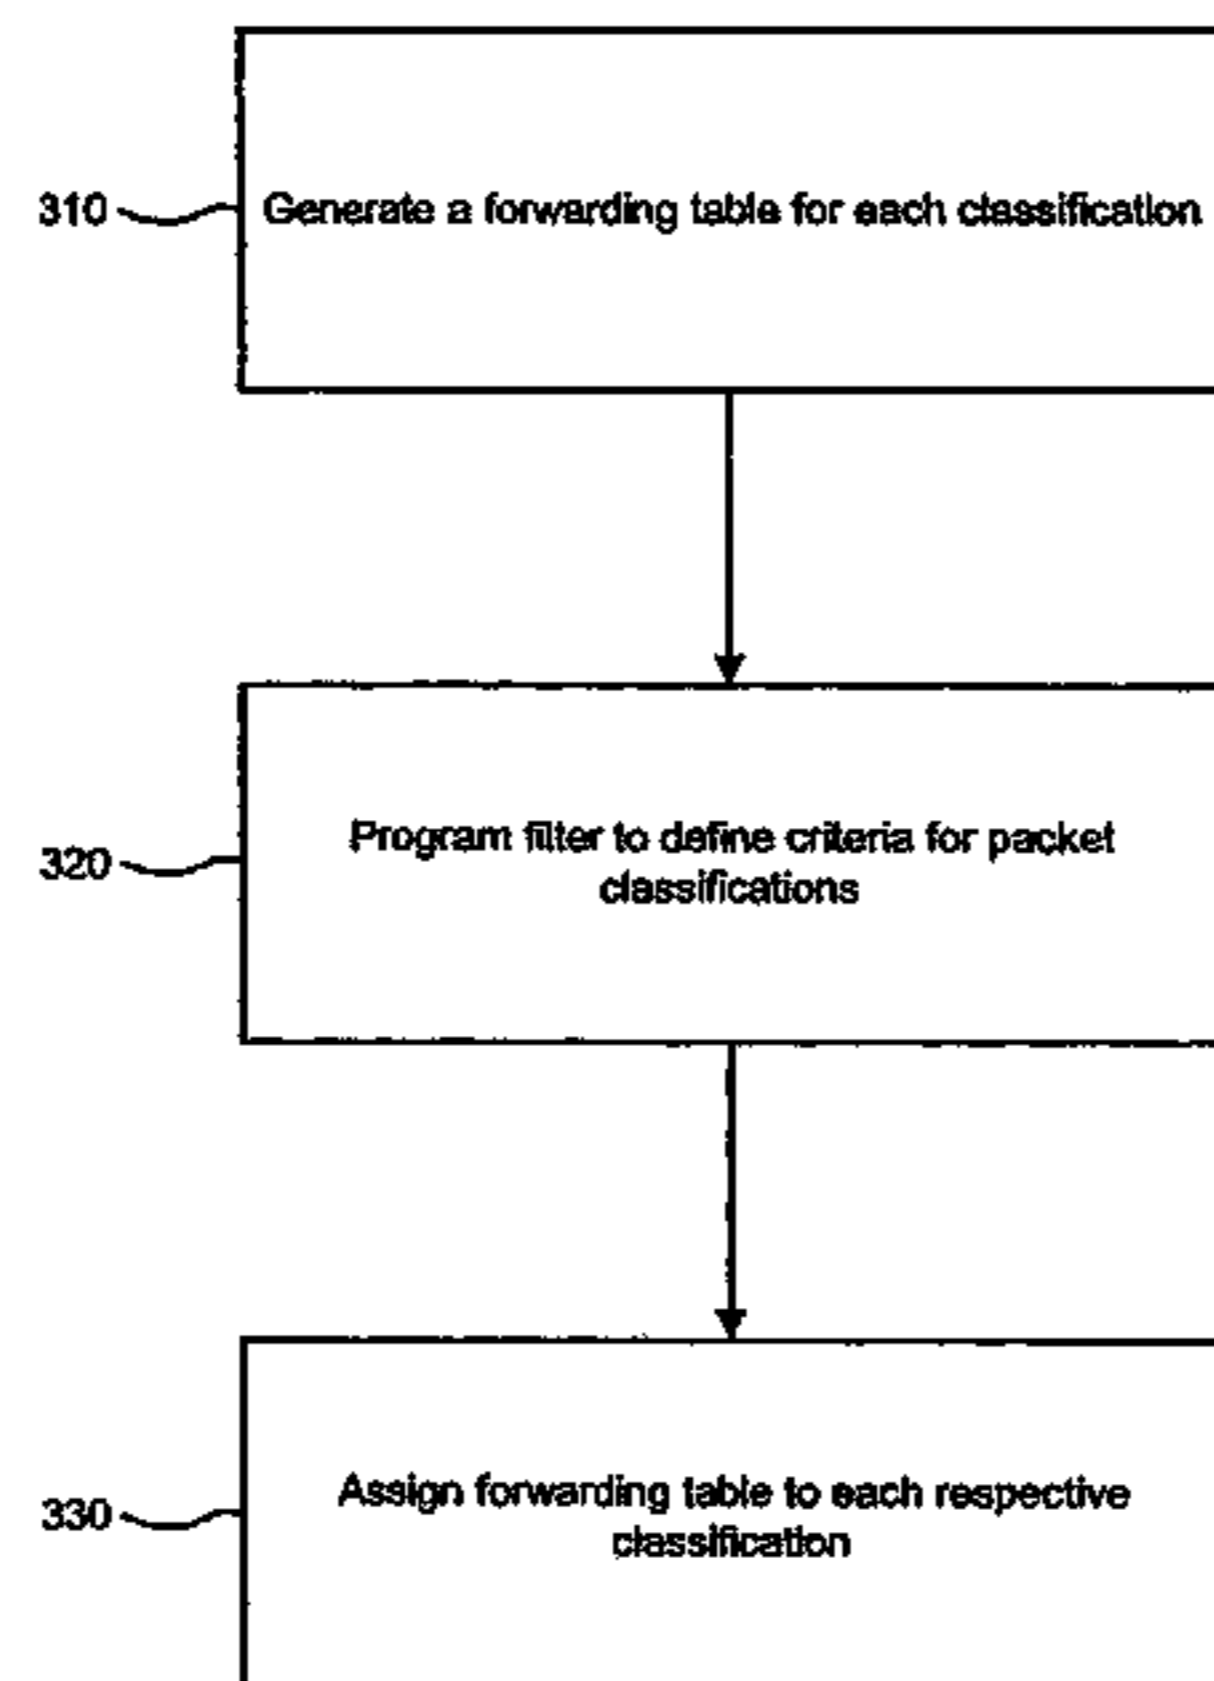 310
Generate a forwarding table for each classification
320
Program filter to define criteria for packet
classifications
330
Assign forwarding table to each respective
classification